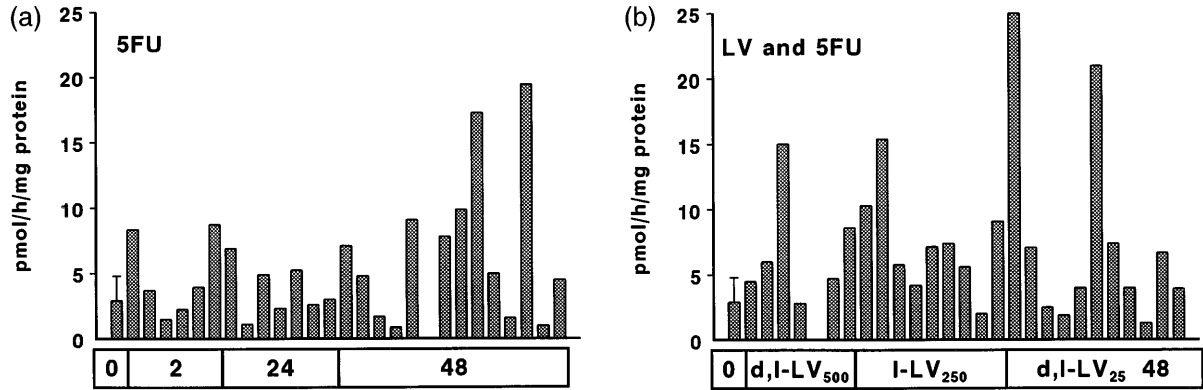 (a)
5FU
pmol/h/mg protein
25
20
15
10
5
0
0 2 24 48
(b)
LV and 5FU
pmol/h/mg protein
25
20
15
10
5
0
0 d,l-LV₅₀₀ l-LV₂₅₀ d,l-LV₂₅ 48